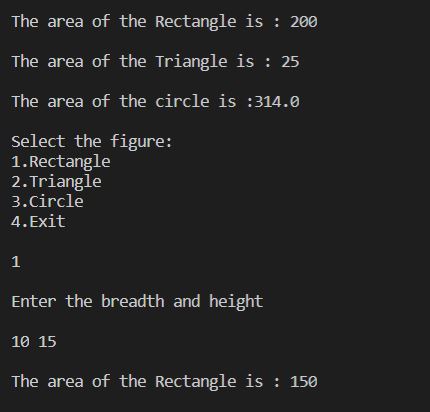 The area of the Rectangle is : 200
The area of the Triangle is : 25
The area of the circle is :314.0
Select the figure:
1.Rectangle
2.Triangle
3.Circle
4.Exit
1
Enter the breadth and height
10 15
The area of the Rectangle is : 150